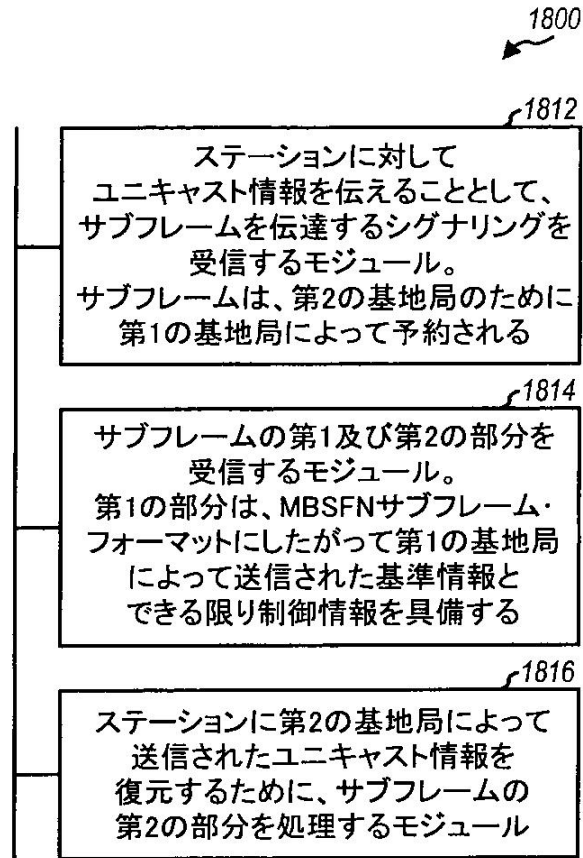 1800
1812
ステーションに対して
ユニキャスト情報を伝えることとして、
サブフレームを伝達するシグナリングを
受信するモジュール。
サブフレームは、第2の基地局のために
第1の基地局によって予約される
1814
サブフレームの第1及び第2の部分を
受信するモジュール。
第1の部分は、MBSFNサブフレーム・
フォーマットにしたがって第1の基地局
によって送信された基準情報と
できる限り制御情報を具備する
1816
ステーションに第2の基地局によって
送信されたユニキャスト情報を
復元するために、サブフレームの
第2の部分を処理するモジュール